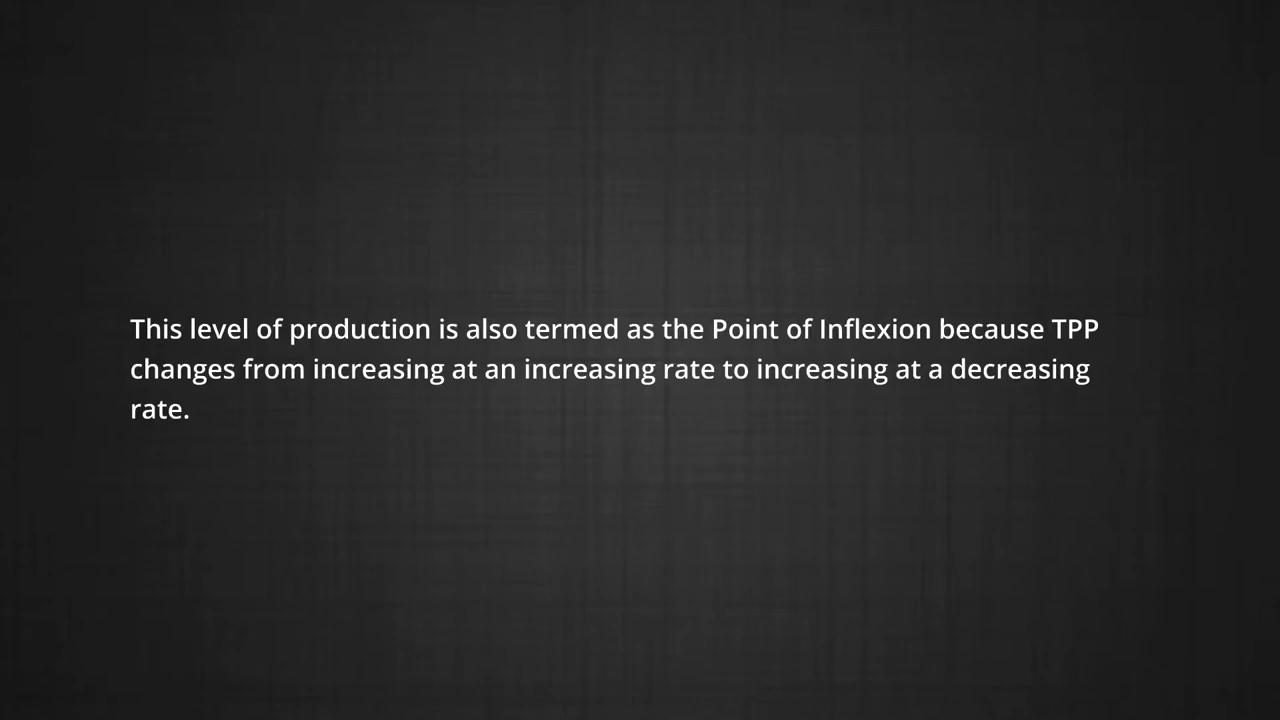 This level of production is also termed as the Point of Inflexion because TPP
changes from increasing at an increasing rate to increasing at a decreasing
rate.